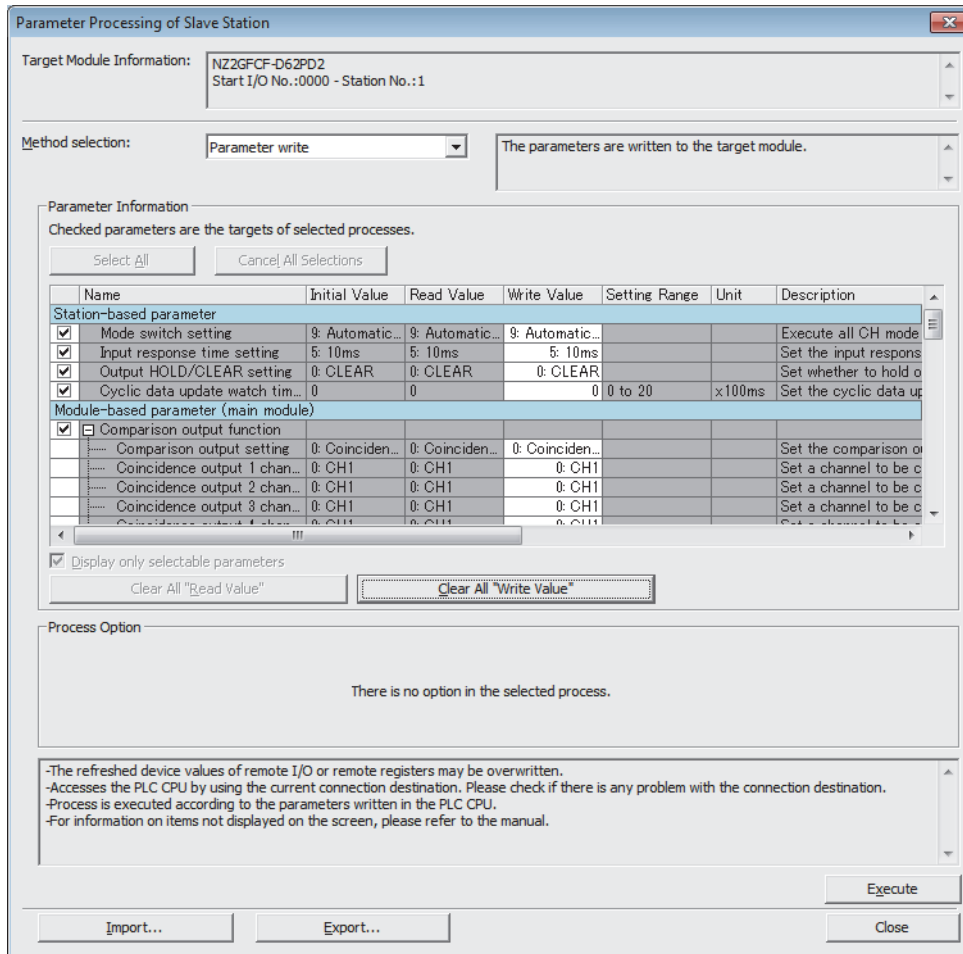 Parameter Processing of Slave Station
Target Module Information:
NZ2GFCF-D62PD2
Start I/O No.:0000 - Station No.:1
Method selection:
Parameter write
The parameters are written to the target module.
Parameter Information
Checked parameters are the targets of selected processes.
Select All
Cancel All Selections
Name Initial Value Read Value Write Value Setting Range Unit Description
Station-based parameter
Mode switch setting 9: Automatic... 9: Automatic... 9: Automatic... Execute all CH mode
Input response time setting 5: 10ms 5: 10ms 5: 10ms Set the input respons
Output HOLD/CLEAR setting 0: CLEAR 0: CLEAR 0: CLEAR Set whether to hold o
Cyclic data update watch tim... 0 0 0 0 to 20 x100ms Set the cyclic data up
Module-based parameter (main module)
Comparison output function
Comparison output setting 0: Coinciden... 0: Coinciden... 0: Coinciden... Set the comparison o
Coincidence output 1 chan... 0: CH1 0: CH1 0: CH1 Set a channel to be c
Coincidence output 2 chan... 0: CH1 0: CH1 0: CH1 Set a channel to be c
Coincidence output 3 chan... 0: CH1 0: CH1 0: CH1 Set a channel to be c
Display only selectable parameters
Clear All "Read Value"
Clear All "Write Value"
Process Option
There is no option in the selected process.
-The refreshed device values of remote I/O or remote registers may be overwritten.
-Accesses the PLC CPU by using the current connection destination. Please check if there is any problem with the connection destination.
-Process is executed according to the parameters written in the PLC CPU.
-For information on items not displayed on the screen, please refer to the manual.
Execute
Import...
Export...
Close